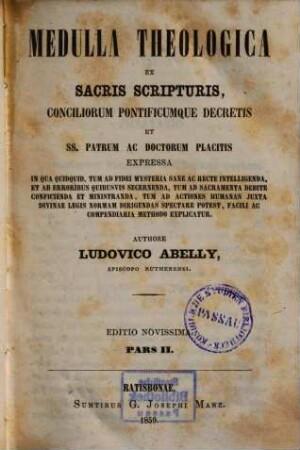 MEDULLA THEOLOGICA
EX
SACRIS SCRIPTURIS,
CONCILIORUM PONTIFICUMQUE DECRETIS
ET
SS. PATRUM AC DOCTORUM PLACITIS
EXPRESSA
IN QUA QUIDQUID, TUM AD FIDEI MYSTERIA SANE AC RECTE INTELLIGENDA,
ET AB ERRORIBUS QUIBUSVIS SECERNENDA, TUM AD SACRAMENTA DEBITE
CONFICIENDA ET MINISTRANDA, TUM AD ACTIONES HUMANAS JUXTA
DIVINAE LEGIS NORMAM DIRIGENDAS SPECTARE POTEST, FACILI AC
COMPENDIARIA METHODO EXPLICATUR.
AUTHORE
LUDOVICO ABELLY,
EPISCOPO RUTHENENSI.
EDITIO NOVISSIMA
PARS II.
PASSAU
Staatliche
Bibliothek
Passau
RATISBONAE,
SUMTIBUS G. JOSEPHI MANZ.
1859.